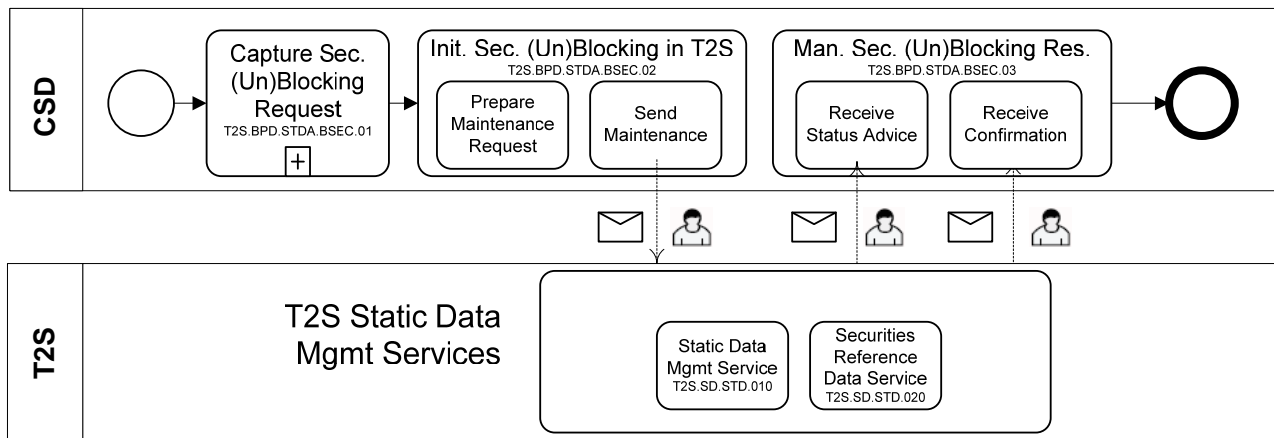 CSD
Capture Sec.
(Un)Blocking
Request
T2S.BPD.STDA.BSEC.01
Init. Sec. (Un)Blocking in T2S
T2S.BPD.STDA.BSEC.02
Prepare
Maintenance
Request
Send
Maintenance
Man. Sec. (Un)Blocking Res.
T2S.BPD.STDA.BSEC.03
Receive
Status Advice
Receive
Confirmation
T2S
T2S Static Data
Mgmt Services
Static Data
Mgmt Service
T2S.SD.STD.010
Securities
Reference
Data Service
T2S.SD.STD.020